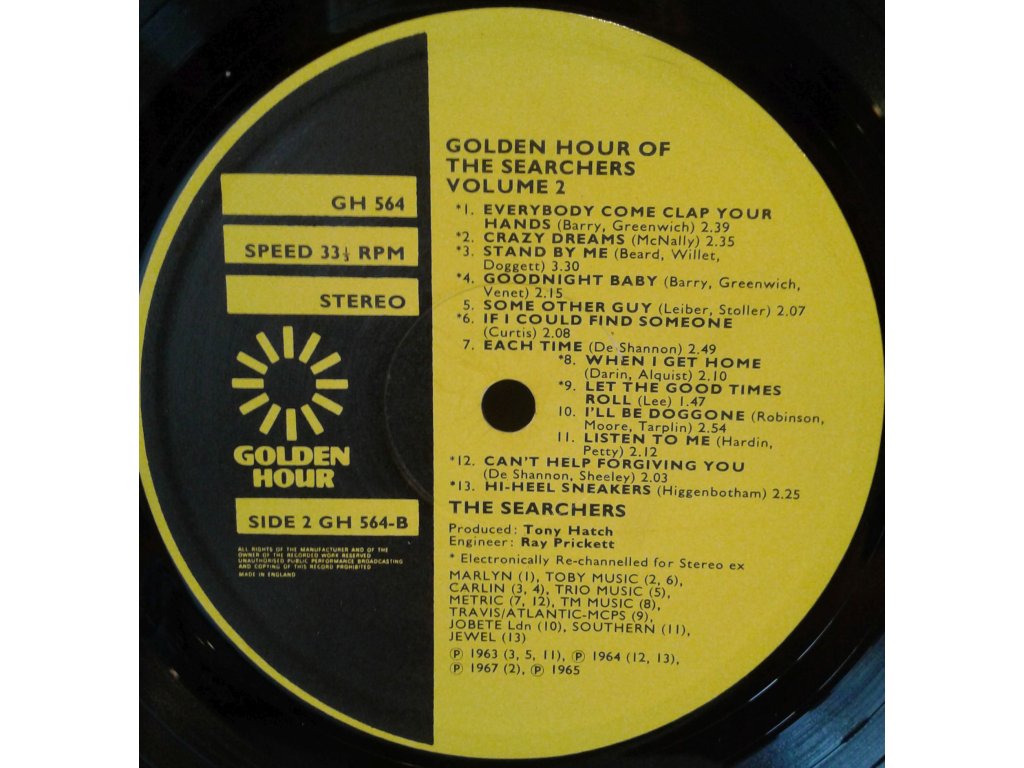 GH 564
SPEED 33⅓ RPM
STEREO
GOLDEN
HOUR
SIDE 2 GH 564-B
ALL RIGHTS OF THE MANUFACTURER AND OF THE
OWNER OF THE RECORDED WORK RESERVED
UNAUTHORISED PUBLIC PERFORMANCE BROADCASTING
AND COPYING OF THIS RECORD PROHIBITED
MADE IN ENGLAND
GOLDEN HOUR OF
THE SEARCHERS
VOLUME 2
*1. EVERYBODY COME CLAP YOUR
HANDS (Barry, Greenwich) 2.39
*2. CRAZY DREAMS (McNally) 2.35
*3. STAND BY ME (Beard, Willet,
Doggett) 3.30
*4. GOODNIGHT BABY (Barry, Greenwich,
Venet) 2.15
5. SOME OTHER GUY (Leiber, Stoller) 2.07
*6. IF I COULD FIND SOMEONE
(Curtis) 2.08
7. EACH TIME (De Shannon) 2.49
*8. WHEN I GET HOME
(Darin, Alquist) 2.10
*9. LET THE GOOD TIMES
ROLL (Lee) 1.47
10. I'LL BE DOGGONE (Robinson,
Moore, Tarplin) 2.54
11. LISTEN TO ME (Hardin,
Petty) 2.12
*12. CAN'T HELP FORGIVING YOU
(De Shannon, Sheeley) 2.03
*13. HI-HEEL SNEAKERS (Higgenbotham) 2.25
THE SEARCHERS
Produced: Tony Hatch
Engineer: Ray Prickett
* Electronically Re-channelled for Stereo ex
MARLYN (1), TOBY MUSIC (2, 6),
CARLIN (3, 4), TRIO MUSIC (5),
METRIC (7, 12), TM MUSIC (8),
TRAVIS/ATLANTIC-MCPS (9),
JOBETE Ldn (10), SOUTHERN (11),
JEWEL (13)
℗ 1963 (3, 5, 11), ℗ 1964 (12, 13),
℗ 1967 (2), ℗ 1965